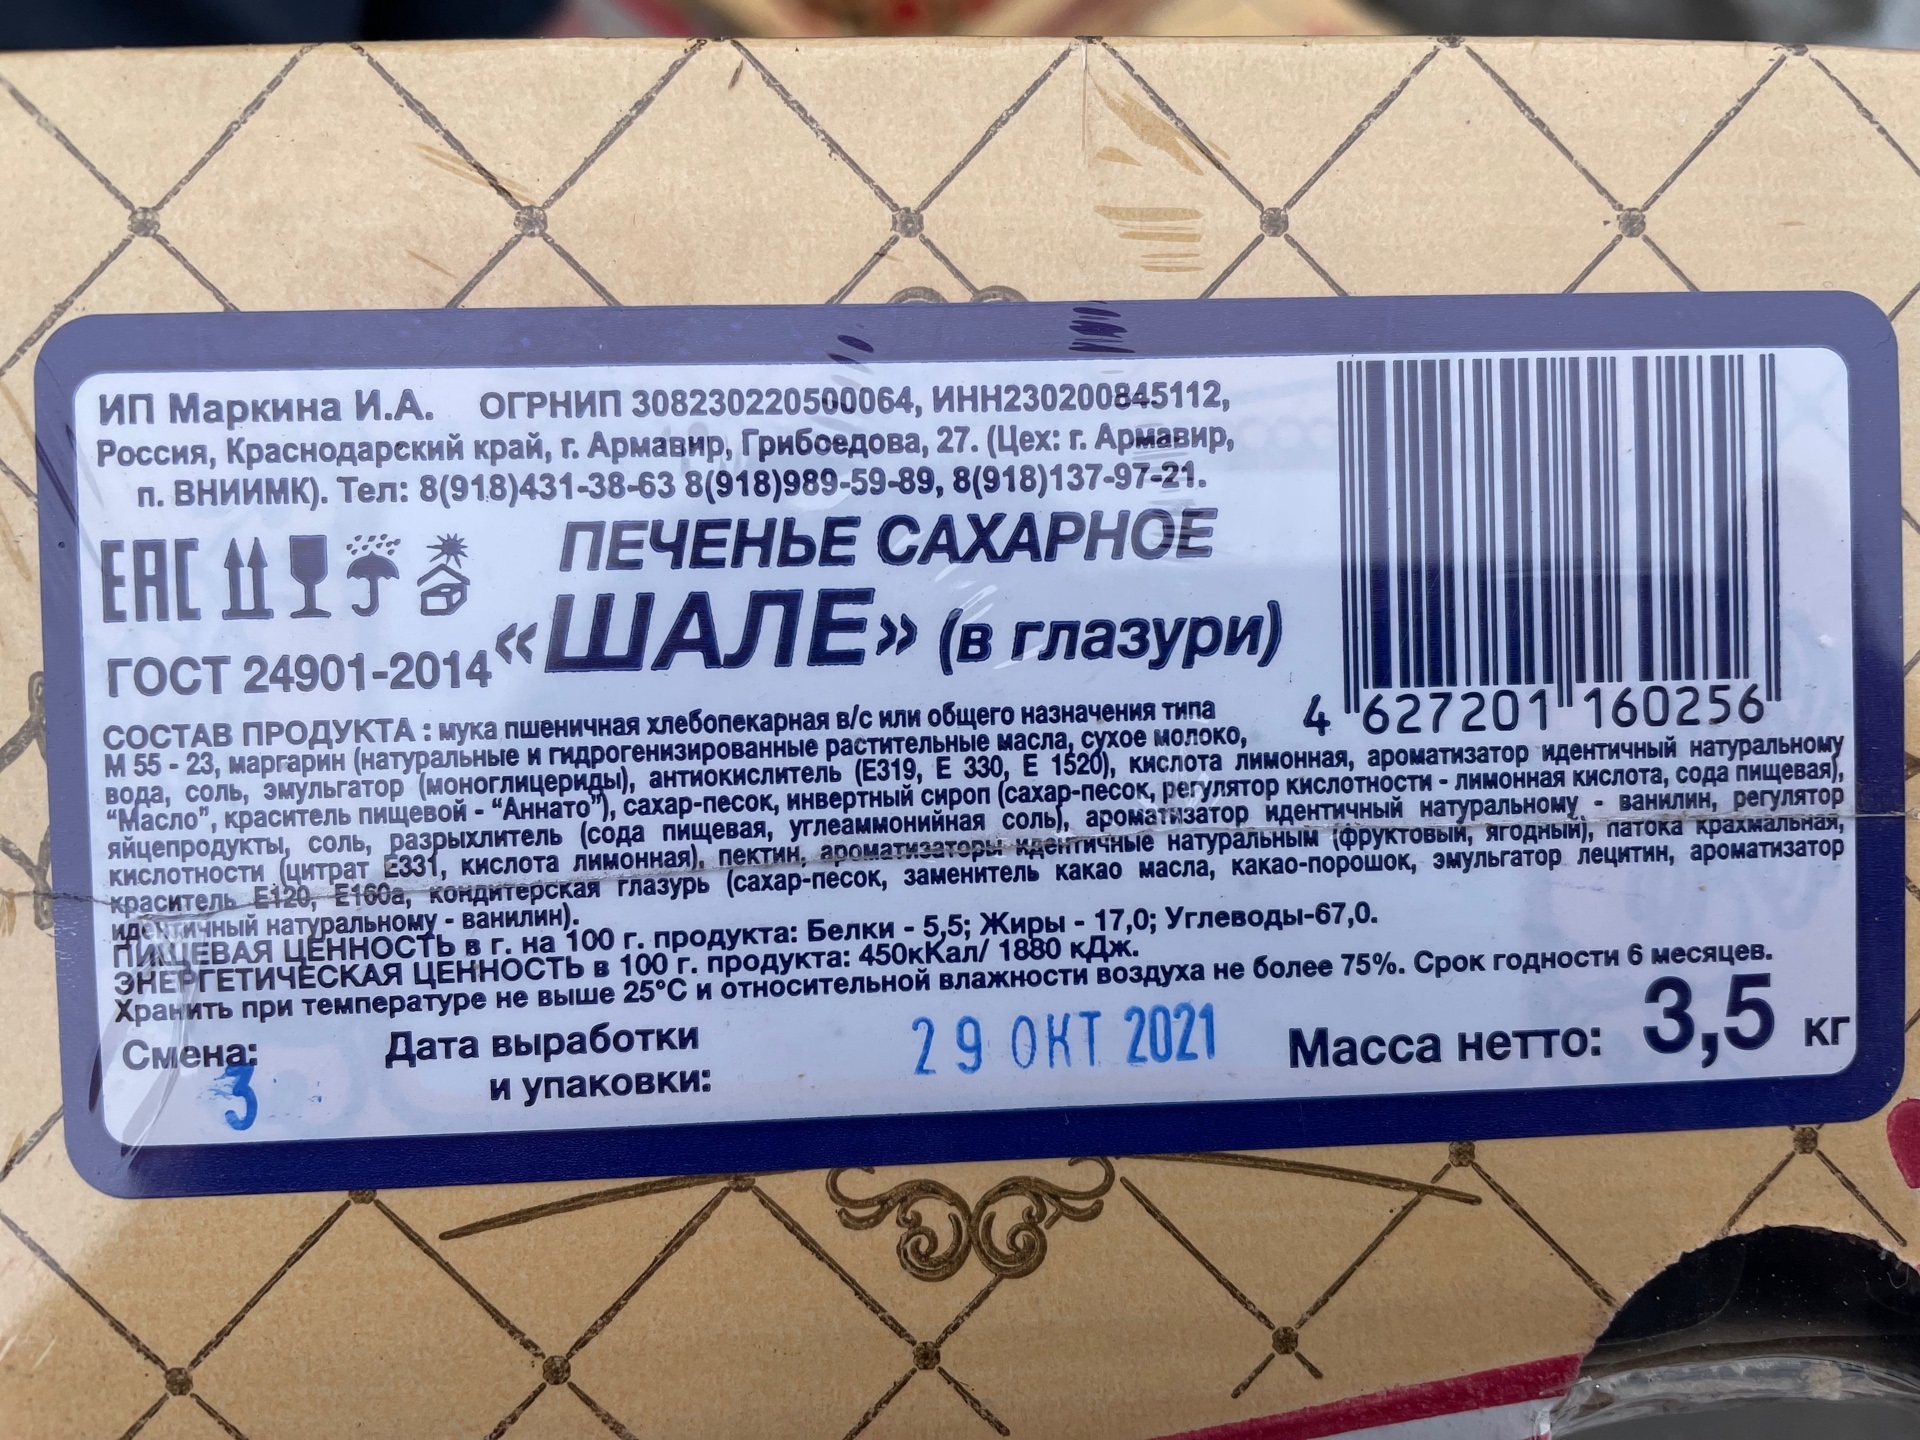 ИП Маркина И.А. ОГРНИП 308230220500064, ИНН230200845112,
Россия, Краснодарский край, г. Армавир, Грибоедова, 27. (Цех: г. Армавир,
п. ВНИИМК). Тел: 8(918)431-38-63 8(918)989-59-89, 8(918)137-97-21.
ЕАС
ПЕЧЕНЬЕ САХАРНОЕ
«ШАЛЕ» (в глазури)
ГОСТ 24901-2014
4 627201 160256
СОСТАВ ПРОДУКТА : мука пшеничная хлебопекарная в/с или общего назначения типа
М 55 - 23, маргарин (натуральные и гидрогенизированные растительные масла, сухое молоко,
вода, соль, эмульгатор (моноглицериды), антиокислитель (Е319, Е 330, Е 1520), кислота лимонная, ароматизатор идентичный натуральному
“Масло”, краситель пищевой - “Аннато”), сахар-песок, инвертный сироп (сахар-песок, регулятор кислотности - лимонная кислота, сода пищевая),
яйцепродукты, соль, разрыхлитель (сода пищевая, углеаммонийная соль), ароматизатор идентичный натуральному - ванилин, регулятор
кислотности (цитрат Е331, кислота лимонная), пектин, ароматизаторы идентичные натуральным (фруктовый, ягодный), патока крахмальная,
краситель Е120, Е160а, кондитерская глазурь (сахар-песок, заменитель какао масла, какао-порошок, эмульгатор лецитин, ароматизатор
идентичный натуральному - ванилин).
ПИЩЕВАЯ ЦЕННОСТЬ в г. на 100 г. продукта: Белки - 5,5; Жиры - 17,0; Углеводы-67,0.
ЭНЕРГЕТИЧЕСКАЯ ЦЕННОСТЬ в 100 г. продукта: 450кКал/ 1880 кДж.
Хранить при температуре не выше 25°С и относительной влажности воздуха не более 75%. Срок годности 6 месяцев.
Смена: 3
Дата выработки
и упаковки:
29 ОКТ 2021
Масса нетто: 3,5 кг